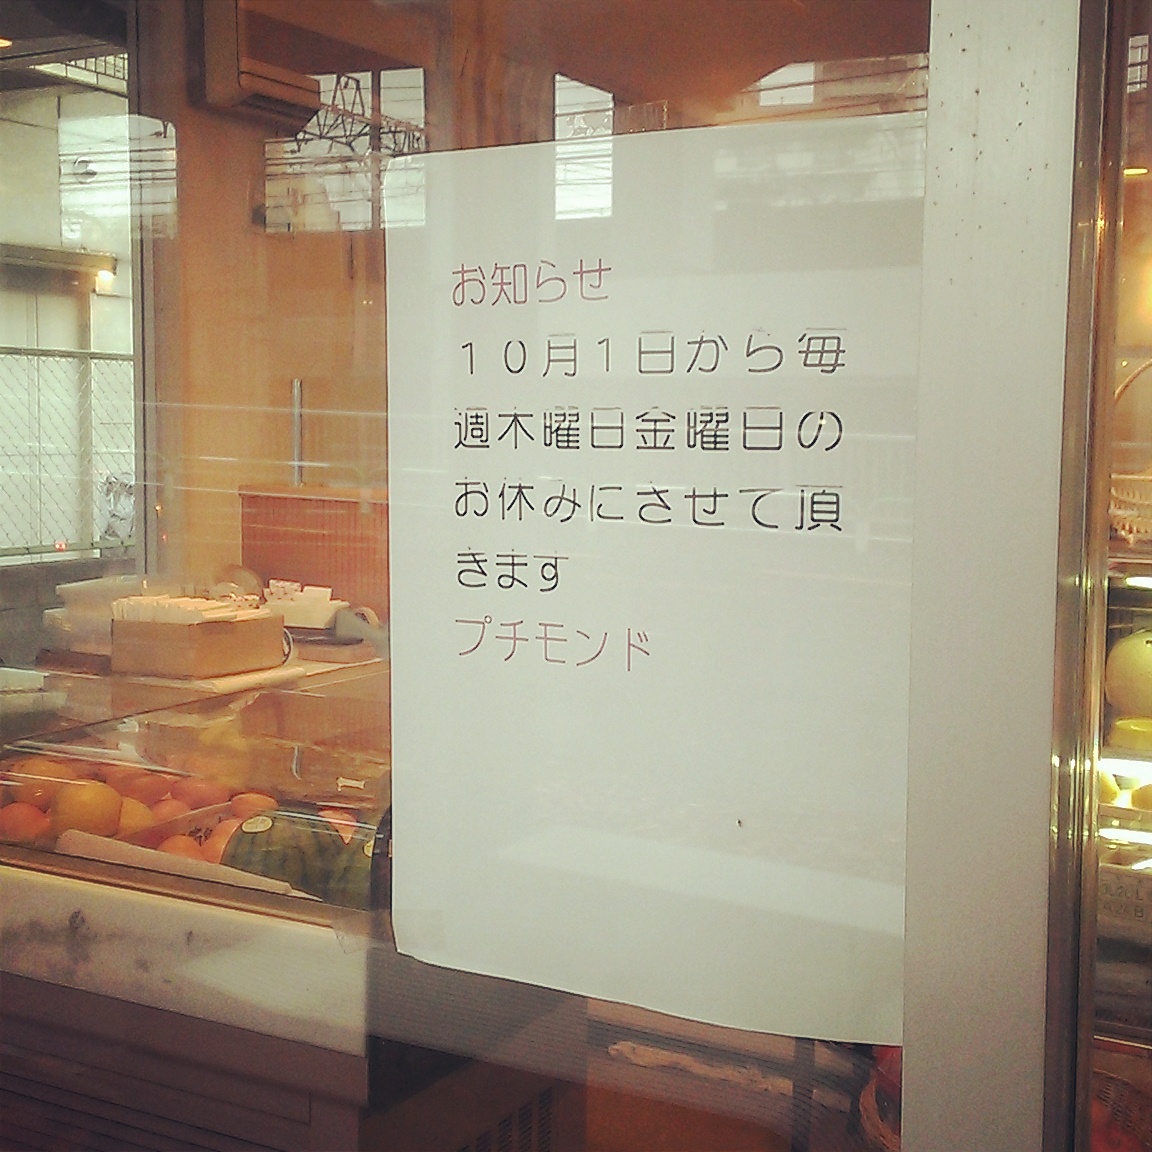 お知らせ
１０月１日から毎
週木曜日金曜日の
お休みにさせて頂
きます
プチモンド